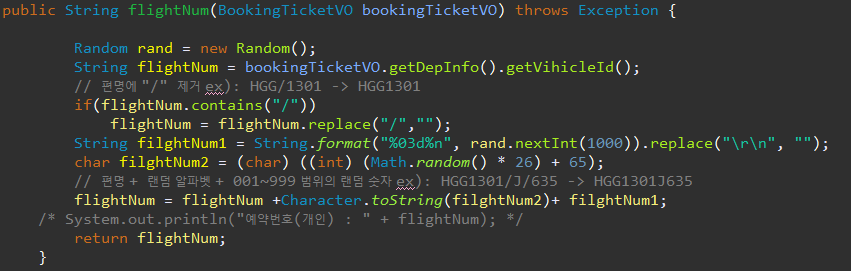 public String flightNum(BookingTicketVO bookingTicketVO) throws Exception {
Random rand = new Random();
String flightNum = bookingTicketVO.getDepInfo().getVihicleId();
// 편명에 "/" 제거 ex): HGG/1301 -> HGG1301
if(flightNum.contains("/"))
flightNum = flightNum.replace("/","");
String filghtNum1 = String.format("%03d%n", rand.nextInt(1000)).replace("\r\n", "");
char filghtNum2 = (char) ((int) (Math.random() * 26) + 65);
// 편명 + 랜덤 알파벳 + 001~999 범위의 랜덤 숫자 ex): HGG1301/J/635 -> HGG1301J635
flightNum = flightNum +Character.toString(filghtNum2)+ filghtNum1;
/* System.out.println("예약번호(개인) : " + flightNum); */
return flightNum;
}